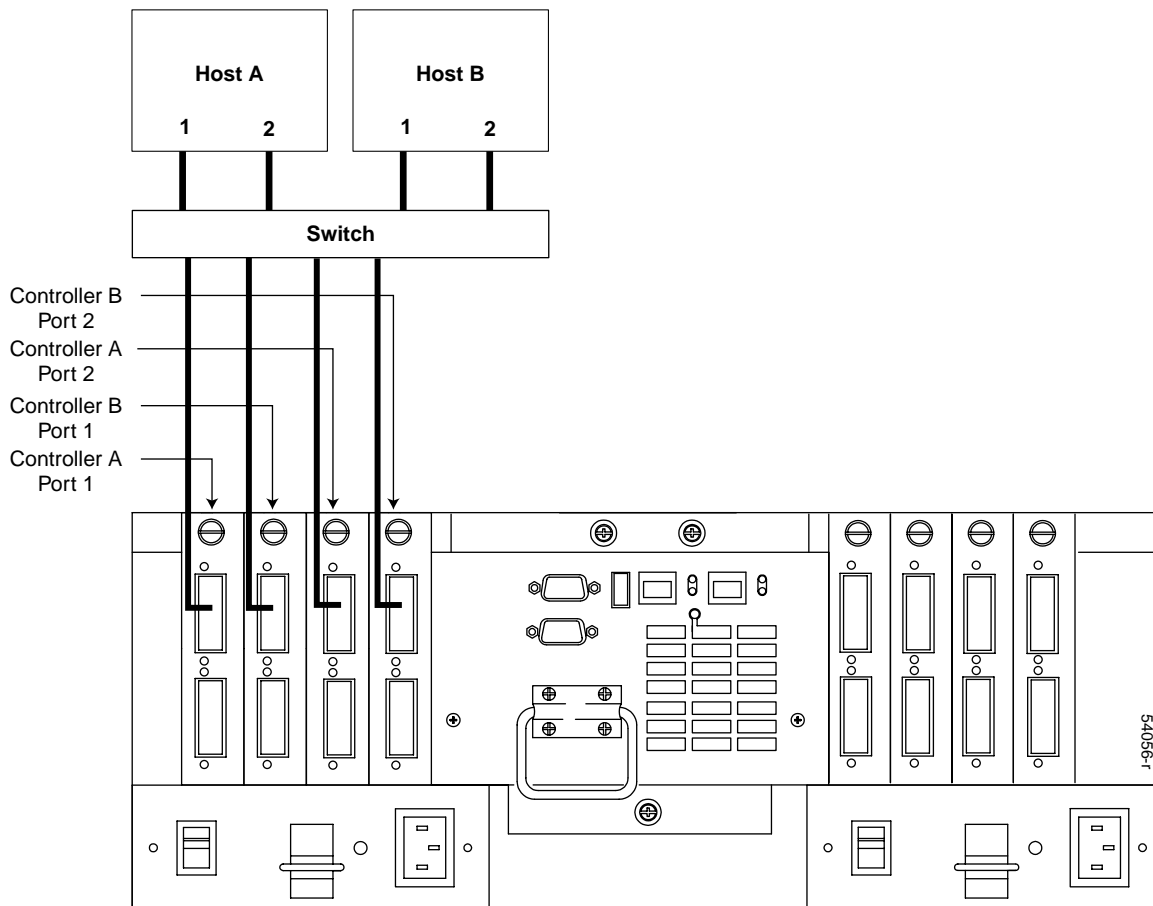 Host A
Host B
1
2
1
2
Switch
Controller B
Port 2
Controller A
Port 2
Controller B
Port 1
Controller A
Port 1
54056-r